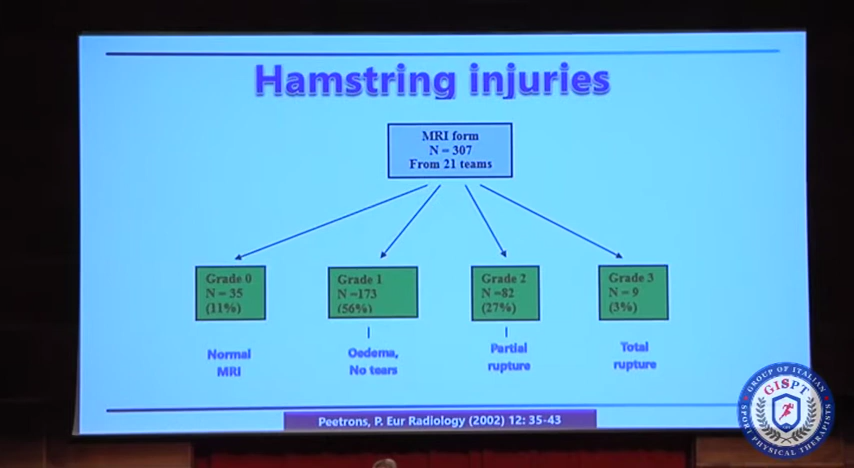 Hamstring injuries
MRI form
N = 307
From 21 teams
Grade 0
N = 35
(11%)
Grade 1
N =173
(56%)
Grade 2
N =82
(27%)
Grade 3
N = 9
(3%)
Normal
MRI
Oedema,
No tears
Partial
rupture
Total
rupture
Peetrons, P. Eur Radiology (2002) 12: 35-43
GROUP OF ITALIAN
GISPT
SPORT PHYSICAL THERAPISTS